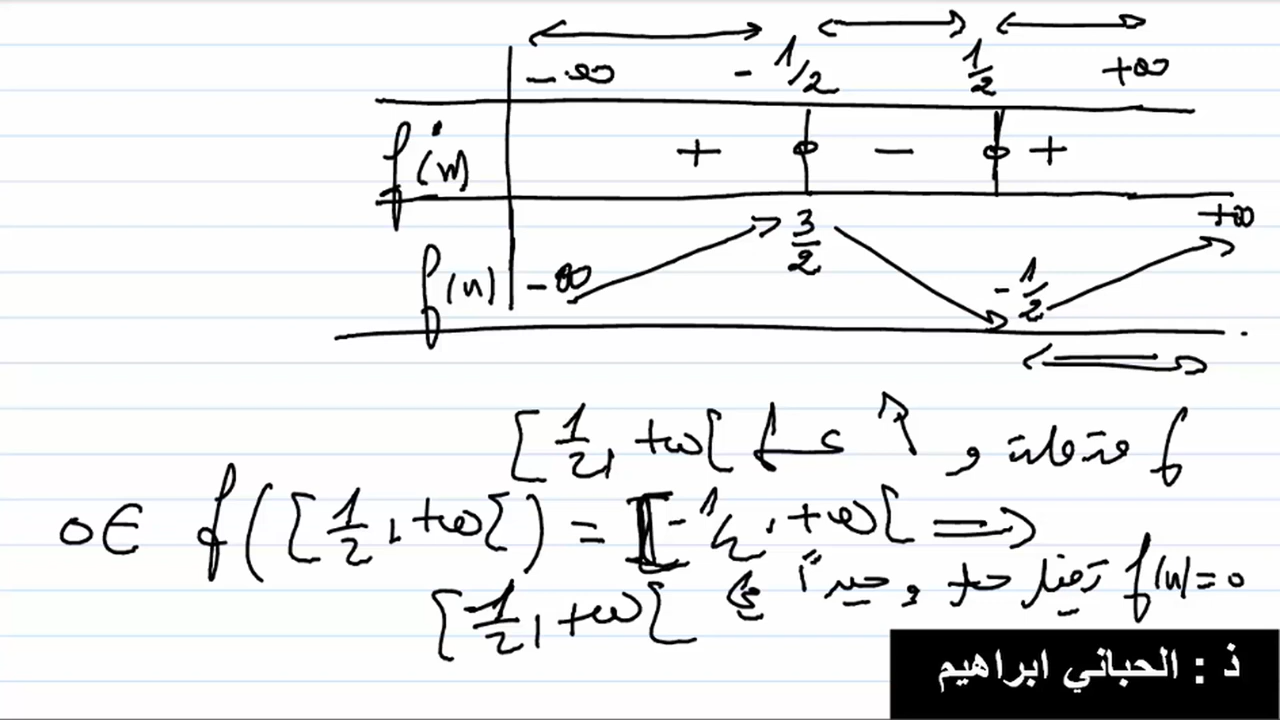 -∞ -1/2 1/2 +∞
f'(x) + 0 - 0 +
f(x) -∞ 3/2 -1/2 +∞
f متصلة و ↗ على [1/2, +∞[
0 ∈ f([1/2, +∞[) = [-1/2, +∞[ ⟹
f(x)=0 تقبل حلا وحيداً في
[1/2, +∞[
ذ : الحباني ابراهيم